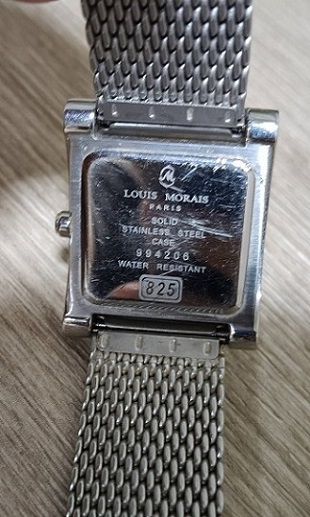 LOUIS MORAIS
PARIS
SOLID
STAINLESS STEEL
CASE
994206
WATER RESISTANT
825